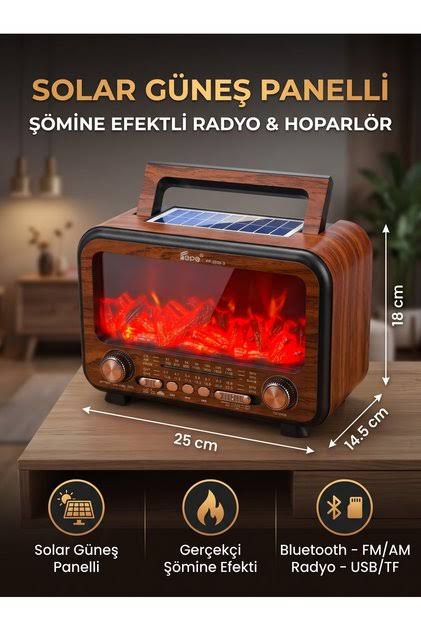 SOLAR GÜNEŞ PANELLİ
ŞÖMİNE EFEKTLİ RADYO & HOPARLÖR
18 cm
25 cm
14.5 cm
Solar Güneş
Panelli
Gerçekçi
Şömine Efekti
Bluetooth - FM/AM
Radyo - USB/TF